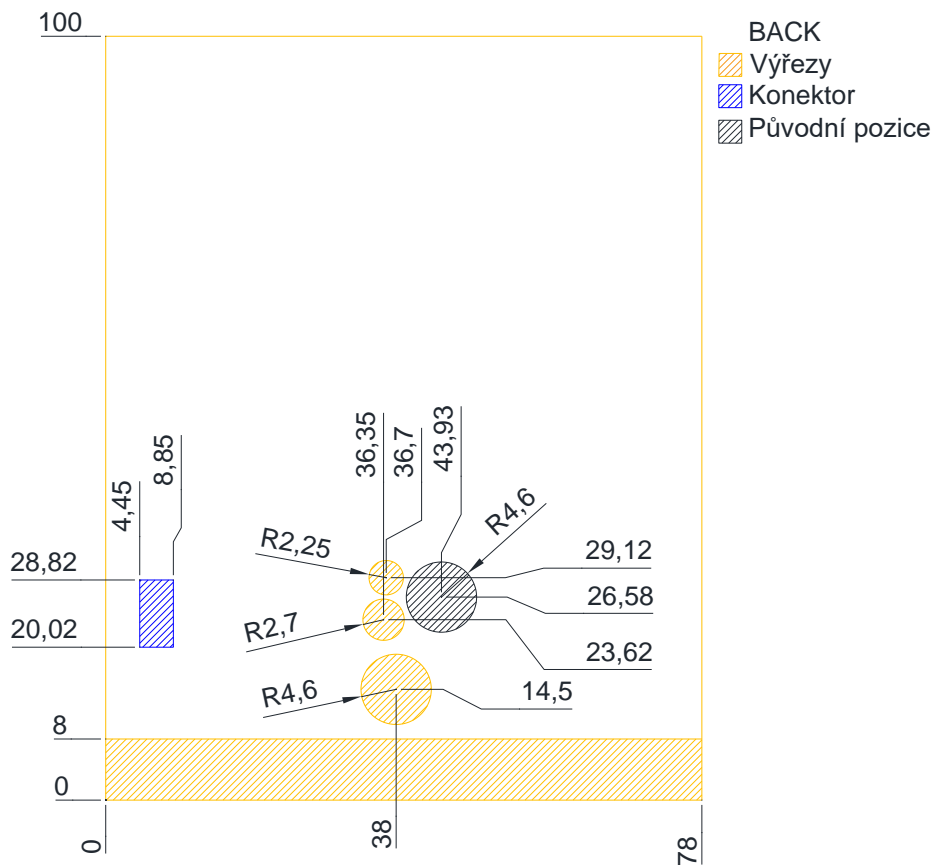 100
BACK
Výřezy
Konektor
Původní pozice
4,45
8,85
36,35
36,7
43,93
R4,6
R2,25
29,12
28,82
26,58
R2,7
20,02
23,62
R4,6
14,5
8
0
0
38
78